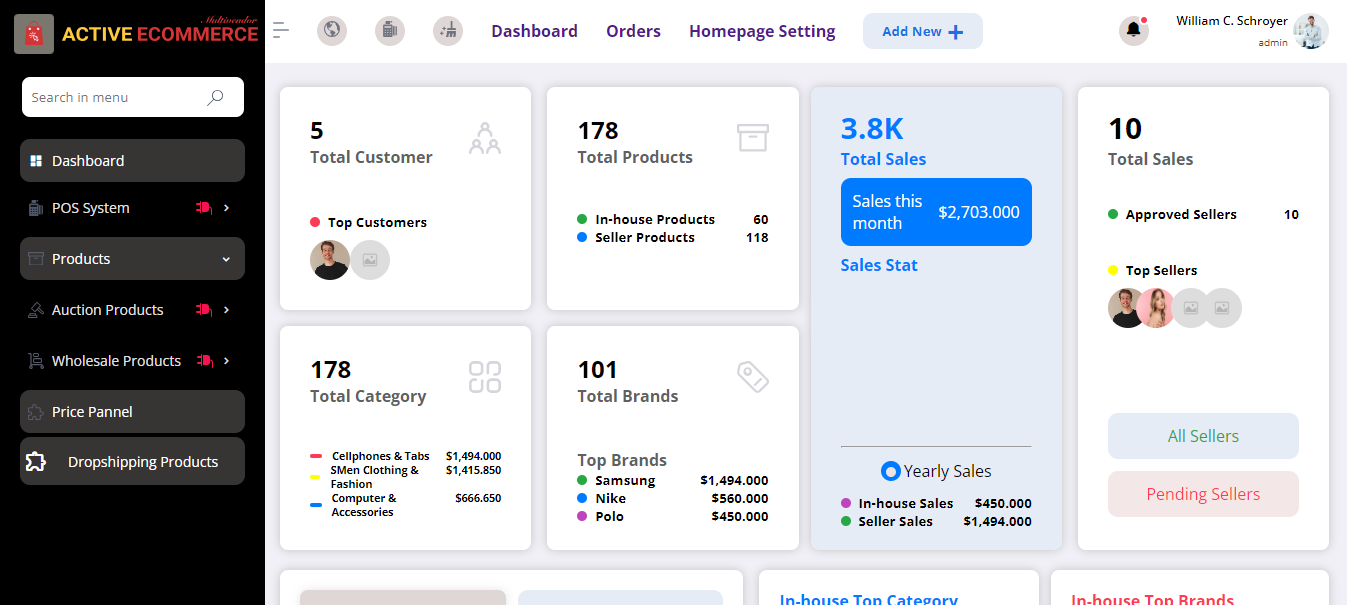 Multivendor
ACTIVE ECOMMERCE
Dashboard Orders Homepage Setting Add New
William C. Schroyer
admin
Search in menu
Dashboard
POS System
Products
Auction Products
Wholesale Products
Price Pannel
Dropshipping Products
5
Total Customer
Top Customers
178
Total Products
In-house Products 60
Seller Products 118
3.8K
Total Sales
Sales this
month
$2,703.000
Sales Stat
Yearly Sales
In-house Sales $450.000
Seller Sales $1,494.000
10
Total Sales
Approved Sellers 10
Top Sellers
All Sellers
Pending Sellers
178
Total Category
Cellphones & Tabs $1,494.000
SMen Clothing & $1,415.850
Fashion
Computer & $666.650
Accessories
101
Total Brands
Top Brands
Samsung $1,494.000
Nike $560.000
Polo $450.000
In-house Top Category
In-house Top Brands